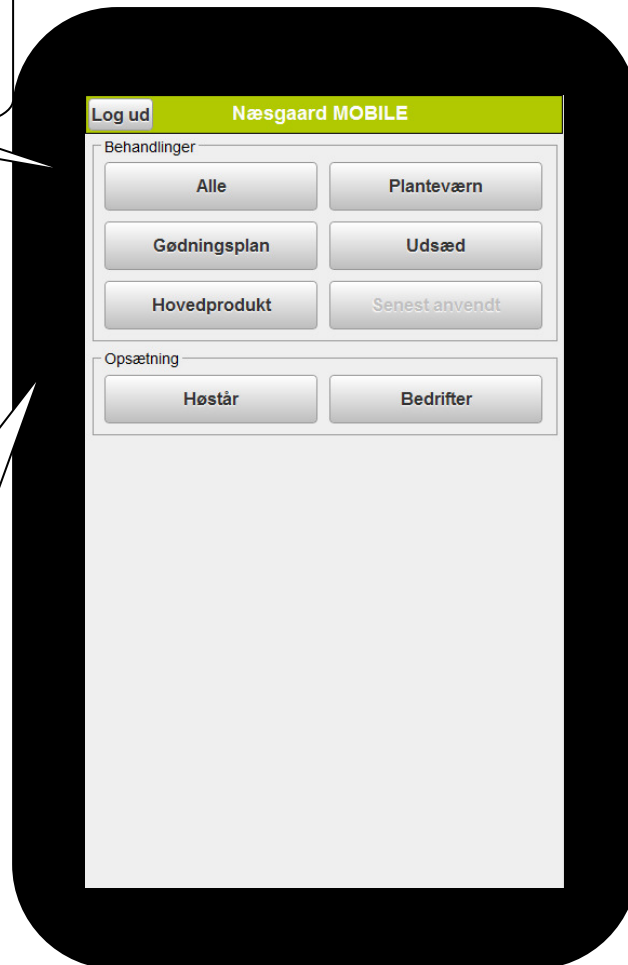 Log ud Næsgaard MOBILE
Behandlinger
Alle Planteværn
Gødningsplan Udsæd
Hovedprodukt Senest anvendt
Opsætning
Høstår Bedrifter